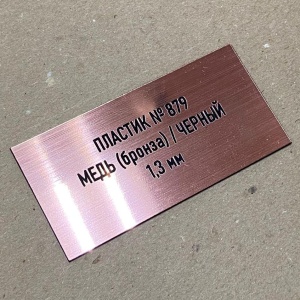 ПЛАСТИК № 879
МЕДЬ (бронза) / ЧЕРНЫЙ
1,3 мм